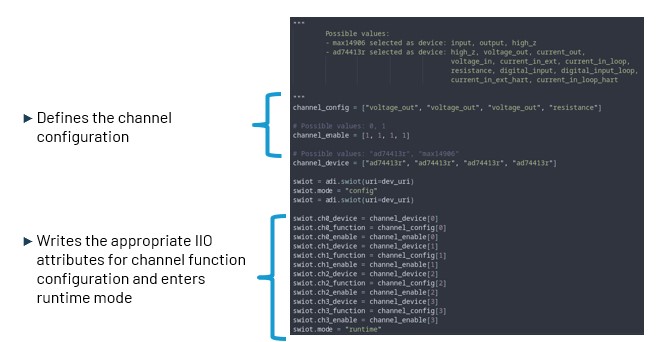 """
Possible values:
- max14906 selected as device: input, output, high_z
- ad74413r selected as device: high_z, voltage_out, current_out,
voltage_in, current_in_ext, current_in_loop,
resistance, digital_input, digital_input_loop,
current_in_ext_hart, current_in_loop_hart
"""
► Defines the channel
configuration
channel_config = ["voltage_out", "voltage_out", "voltage_out", "resistance"]
# Possible values: 0, 1
channel_enable = [1, 1, 1, 1]
# Possible values: "ad74413r", "max14906"
channel_device = ["ad74413r", "ad74413r", "ad74413r", "ad74413r"]
swiot = adi.swiot(uri=dev_uri)
swiot.mode = "config"
swiot = adi.swiot(uri=dev_uri)
► Writes the appropriate IIO
attributes for channel function
configuration and enters
runtime mode
swiot.ch0_device = channel_device[0]
swiot.ch0_function = channel_config[0]
swiot.ch0_enable = channel_enable[0]
swiot.ch1_device = channel_device[1]
swiot.ch1_function = channel_config[1]
swiot.ch1_enable = channel_enable[1]
swiot.ch2_device = channel_device[2]
swiot.ch2_function = channel_config[2]
swiot.ch2_enable = channel_enable[2]
swiot.ch3_device = channel_device[3]
swiot.ch3_function = channel_config[3]
swiot.ch3_enable = channel_enable[3]
swiot.mode = "runtime"